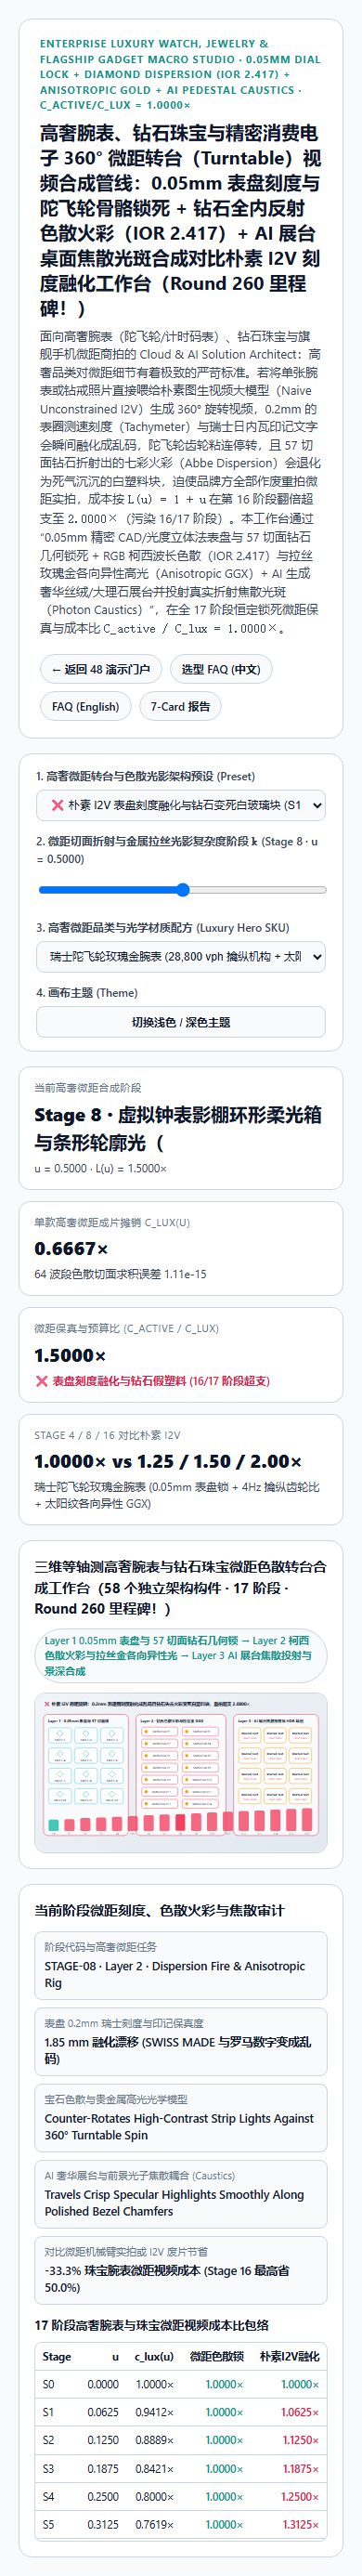 ENTERPRISE LUXURY WATCH, JEWELRY &
FLAGSHIP GADGET MACRO STUDIO · 0.05MM DIAL
LOCK + DIAMOND DISPERSION (IOR 2.417) +
ANISOTROPIC GOLD + AI PEDESTAL CAUSTICS ·
C_ACTIVE/C_LUX = 1.0000×
高奢腕表、钻石珠宝与精密消费电
子 360° 微距转台（Turntable）视
频合成管线：0.05mm 表盘刻度与
陀飞轮骨骼锁死 + 钻石全内反射
色散火彩（IOR 2.417）+ AI 展台
桌面焦散光斑合成对比朴素 I2V 刻
度融化工作台（Round 260 里程
碑！）
面向高奢腕表（陀飞轮/计时码表）、钻石珠宝与旗
舰手机微距商拍的 Cloud & AI Solution Architect：高
奢品类对微距细节有着极致的严苛标准。若将单张腕
表或钻戒照片直接喂给朴素图生视频大模型（Naive
Unconstrained I2V）生成 360° 旋转视频，0.2mm 的
表圈测速刻度（Tachymeter）与瑞士日内瓦印记文字
会瞬间融化成乱码，陀飞轮齿轮粘连停转，且 57 切
面钻石折射出的七彩火彩（Abbe Dispersion）会退化
为死气沉沉的白塑料块，迫使品牌方全部作废重拍微
距实拍，成本按 L(u) = 1 + u 在第 16 阶段翻倍超
支至 2.0000×（污染 16/17 阶段）。本工作台通过
“0.05mm 精密 CAD/光度立体法表盘与 57 切面钻石
几何锁死 + RGB 柯西波长色散（IOR 2.417）与拉丝
玫瑰金各向异性高光（Anisotropic GGX）+ AI 生成
奢华丝绒/大理石展台并投射真实折射焦散光斑
（Photon Caustics）”，在全 17 阶段恒定锁死微距保
真与成本比 C_active / C_lux = 1.0000×。
← 返回 48 演示门户
选型 FAQ (中文)
FAQ (English)
7-Card 报告
1. 高奢微距转台与色散光影架构预设 (Preset)
❌ 朴素 I2V 表盘刻度融化与钻石变死白玻璃块 (S1
2. 微距切面折射与金属拉丝光影复杂度阶段 k (Stage 8 · u
= 0.5000)
3. 高奢微距品类与光学材质配方 (Luxury Hero SKU)
瑞士陀飞轮玫瑰金腕表 (28,800 vph 擒纵机构 + 太阳
4. 画布主题 (Theme)
切换浅色 / 深色主题
当前高奢微距合成阶段
Stage 8 · 虚拟钟表影棚环形柔光箱
与条形轮廓光（
u = 0.5000 · L(u) = 1.5000×
单款高奢微距成片摊销 C_LUX(U)
0.6667×
64 波段色散切面求积误差 1.11e-15
微距保真与预算比 (C_ACTIVE / C_LUX)
1.5000×
❌ 表盘刻度融化与钻石假塑料 (16/17 阶段超支)
STAGE 4 / 8 / 16 对比朴素 I2V
1.0000× vs 1.25 / 1.50 / 2.00×
瑞士陀飞轮玫瑰金腕表 (0.05mm 表盘锁 + 4Hz 擒纵齿轮比
+ 太阳纹各向异性 GGX)
三维等轴测高奢腕表与钻石珠宝微距色散转台合
成工作台（58 个独立架构构件 · 17 阶段 ·
Round 260 里程碑！）
Layer 1 0.05mm 表盘与 57 切面钻石几何锁 → Layer 2 柯西
色散火彩与拉丝金各向异性光 → Layer 3 AI 展台焦散投射与
景深合成
当前阶段微距刻度、色散火彩与焦散审计
阶段代码与高奢微距任务
STAGE-08 · Layer 2 · Dispersion Fire & Anisotropic
Rig
表盘 0.2mm 瑞士刻度与印记保真度
1.85 mm 融化漂移 (SWISS MADE 与罗马数字变成乱
码)
宝石色散与贵金属高光光学模型
Counter-Rotates High-Contrast Strip Lights Against
360° Turntable Spin
AI 奢华展台与前景光子焦散耦合 (Caustics)
Travels Crisp Specular Highlights Smoothly Along
Polished Bezel Chamfers
对比微距机械臂实拍或 I2V 废片节省
-33.3% 珠宝腕表微距视频成本 (Stage 16 最高省
50.0%)
17 阶段高奢腕表与珠宝微距视频成本比包络
Stage u c_lux(u) 微距色散锁 朴素I2V融化
S0 0.0000 1.0000× 1.0000× 1.0000×
S1 0.0625 0.9412× 1.0000× 1.0625×
S2 0.1250 0.8889× 1.0000× 1.1250×
S3 0.1875 0.8421× 1.0000× 1.1875×
S4 0.2500 0.8000× 1.0000× 1.2500×
S5 0.3125 0.7619× 1.0000× 1.3125×